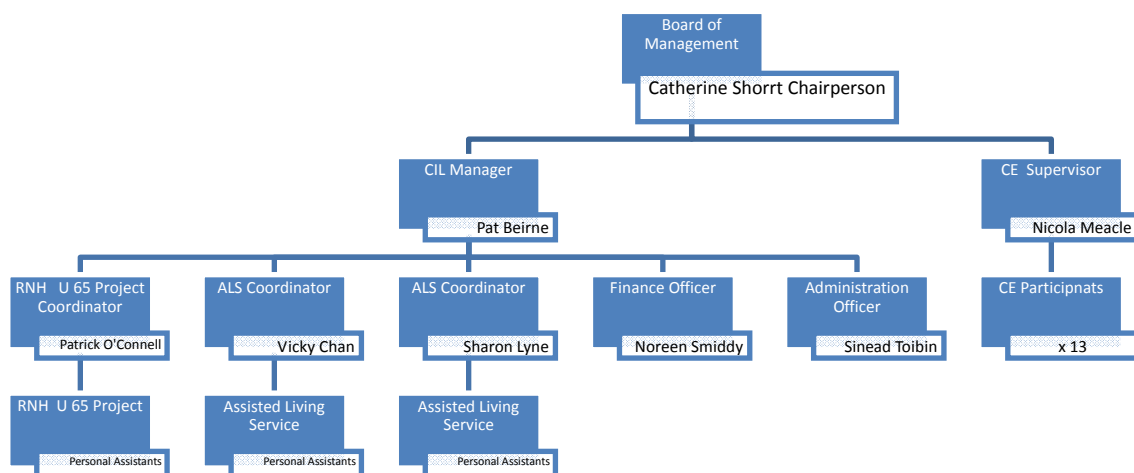 Board of
Management
Catherine Shorrt Chairperson
CIL Manager
Pat Beirne
CE Supervisor
Nicola Meacle
RNH U 65 Project
Coordinator
Patrick O'Connell
ALS Coordinator
Vicky Chan
ALS Coordinator
Sharon Lyne
Finance Officer
Noreen Smiddy
Administration
Officer
Sinead Toibin
CE Participnats
x 13
RNH U 65 Project
Personal Assistants
Assisted Living
Service
Personal Assistants
Assisted Living
Service
Personal Assistants